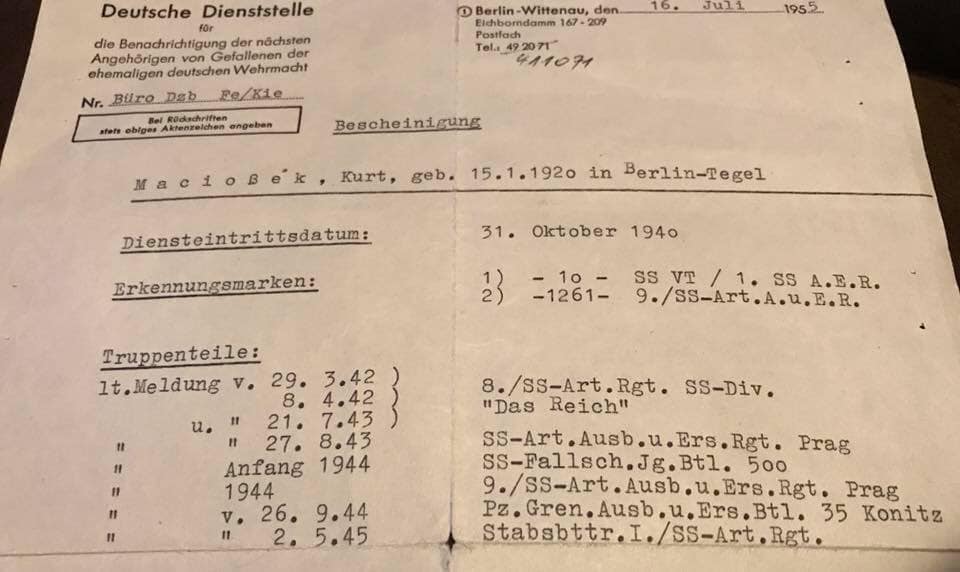 Deutsche Dienststelle
für
die Benachrichtigung der nächsten
Angehörigen von Gefallenen der
ehemaligen deutschen Wehrmacht
Nr. Büro Dzb Fe/Kie
Bei Rückschriften
stets obiges Aktenzeichen angeben
① Berlin-Wittenau, den 16. Juli 1955
Eichborndamm 167-209
Postfach
Tel.: 49 20 71
411071
Bescheinigung
M a c i o ß e k , Kurt, geb. 15.1.192o in Berlin-Tegel
Diensteintrittsdatum: 31. Oktober 194o
Erkennungsmarken: 1) - 1o - SS VT / 1. SS A.E.R.
2) -1261- 9./SS-Art.A.u.E.R.
Truppenteile:
lt.Meldung v. 29. 3.42 )
8. 4.42 ) 8./SS-Art.Rgt. SS-Div.
u. " 21. 7.43 ) "Das Reich"
" " 27. 8.43 SS-Art.Ausb.u.Ers.Rgt. Prag
" Anfang 1944 SS-Fallsch.Jg.Btl. 5oo
" 1944 9./SS-Art.Ausb.u.Ers.Rgt. Prag
" v. 26. 9.44 Pz.Gren.Ausb.u.Ers.Btl. 35 Konitz
" " 2. 5.45 Stabsbttr.I./SS-Art.Rgt.